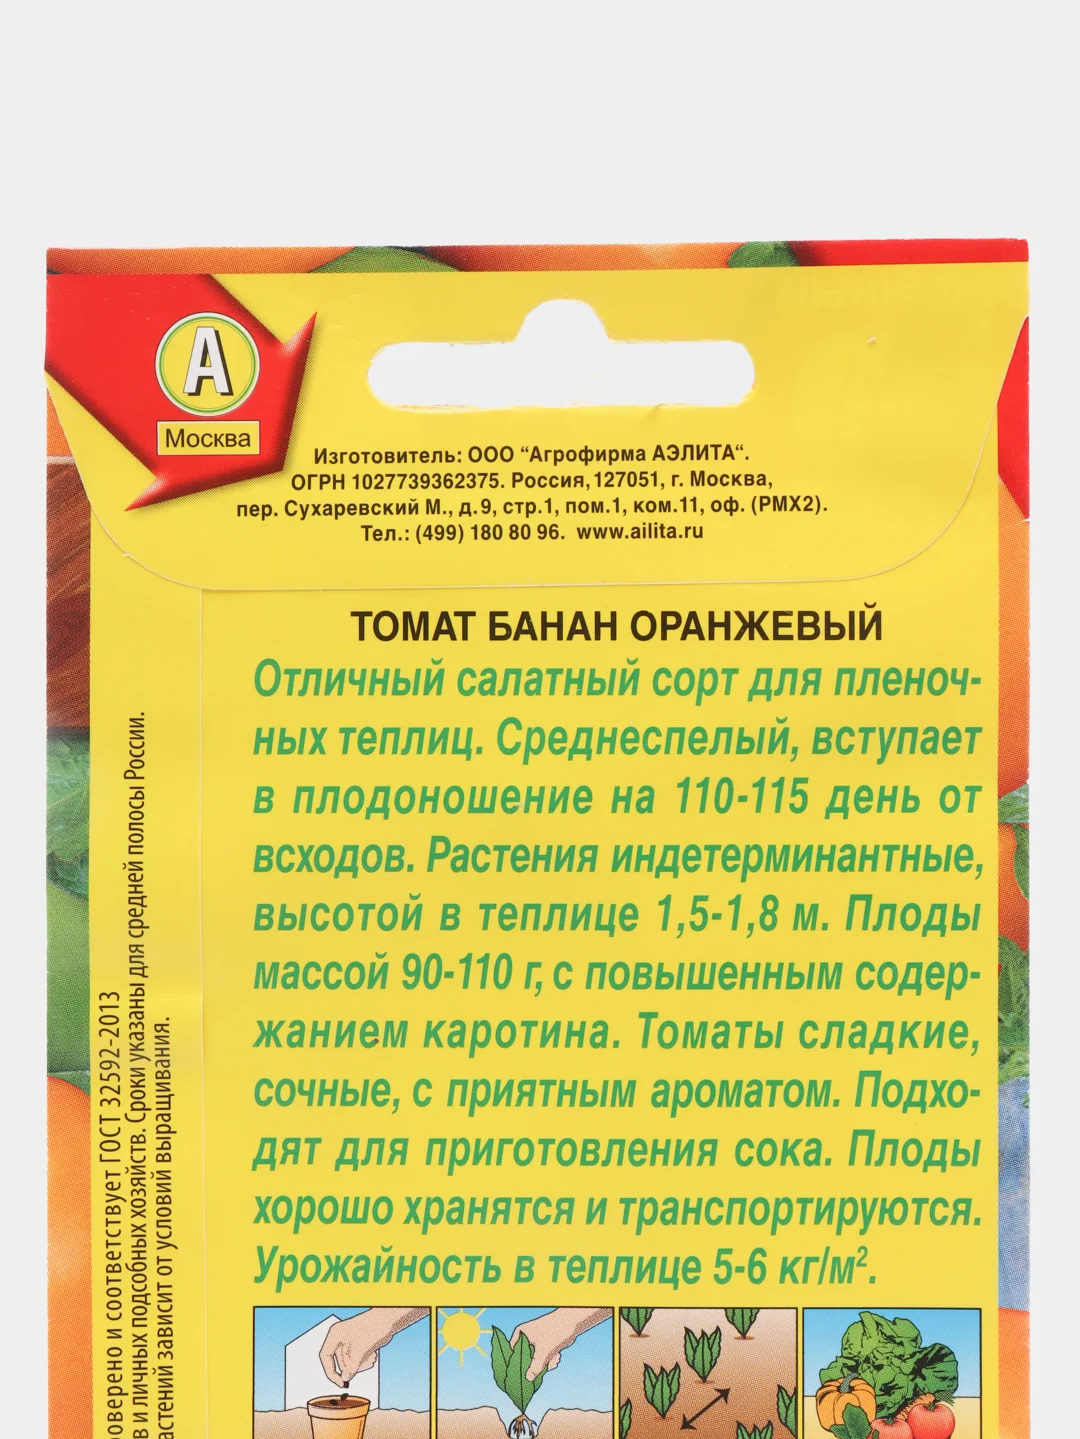 А
Москва
Изготовитель: ООО “Агрофирма АЭЛИТА“.
ОГРН 1027739362375. Россия, 127051, г. Москва,
пер. Сухаревский М., д.9, стр.1, пом.1, ком.11, оф. (РМХ2).
Тел.: (499) 180 80 96. www.ailita.ru
ТОМАТ БАНАН ОРАНЖЕВЫЙ
Отличный салатный сорт для пленоч-
ных теплиц. Среднеспелый, вступает
в плодоношение на 110-115 день от
всходов. Растения индетерминантные,
высотой в теплице 1,5-1,8 м. Плоды
массой 90-110 г, с повышенным содер-
жанием каротина. Томаты сладкие,
сочные, с приятным ароматом. Подхо-
дят для приготовления сока. Плоды
хорошо хранятся и транспортируются.
Урожайность в теплице 5-6 кг/м².
и соответствует ГОСТ 32592-2013
и личных подсобных хозяйств. Сроки указаны для средней полосы России.
зависит от условий выращивания.